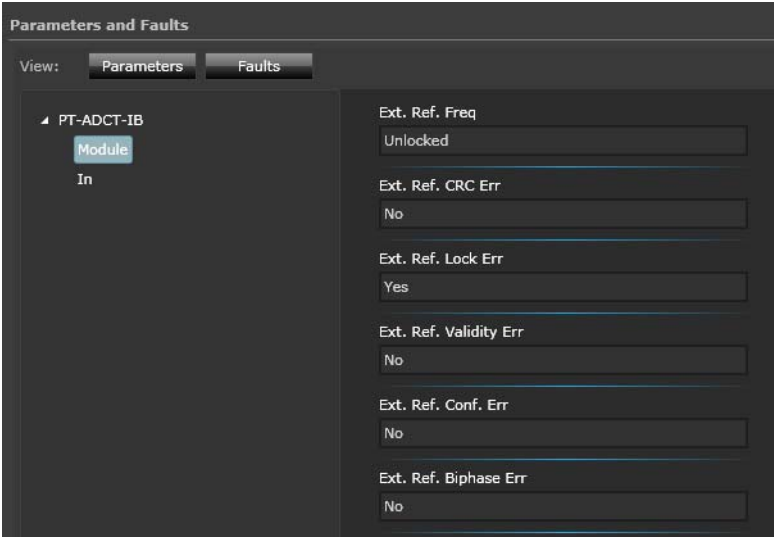 Parameters and Faults
View: Parameters Faults
PT-ADCT-IB
Module
In
Ext. Ref. Freq
Unlocked
Ext. Ref. CRC Err
No
Ext. Ref. Lock Err
Yes
Ext. Ref. Validity Err
No
Ext. Ref. Conf. Err
No
Ext. Ref. Biphase Err
No